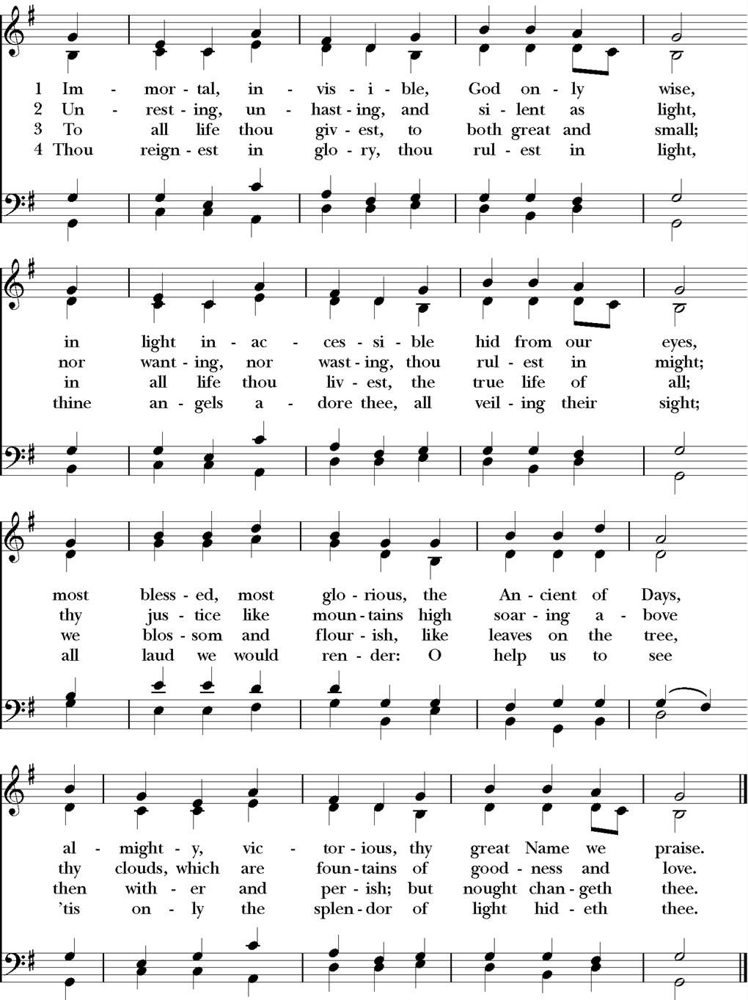 1 Im - mor - tal, in - vis - i - ble, God on - ly wise,
2 Un - rest - ing, un - hast - ing, and si - lent as light,
3 To all life thou giv - est, to both great and small;
4 Thou reign - est in glo - ry, thou rul - est in light,
in light in - ac - ces - si - ble hid from our eyes,
nor want - ing, nor wast - ing, thou rul - est in might;
in all life thou liv - est, the true life of all;
thine an - gels a - dore thee, all veil - ing their sight;
most bless - ed, most glo - rious, the An - cient of Days,
thy jus - tice like moun - tains high soar - ing a - bove
we blos - som and flour - ish, like leaves on the tree,
all laud we would ren - der: O help us to see
al - might - y, vic - tor - ious, thy great Name we praise.
thy clouds, which are foun - tains of good - ness and love.
then with - er and per - ish; but nought chan - geth thee.
’tis on - ly the splen - dor of light hid - eth thee.